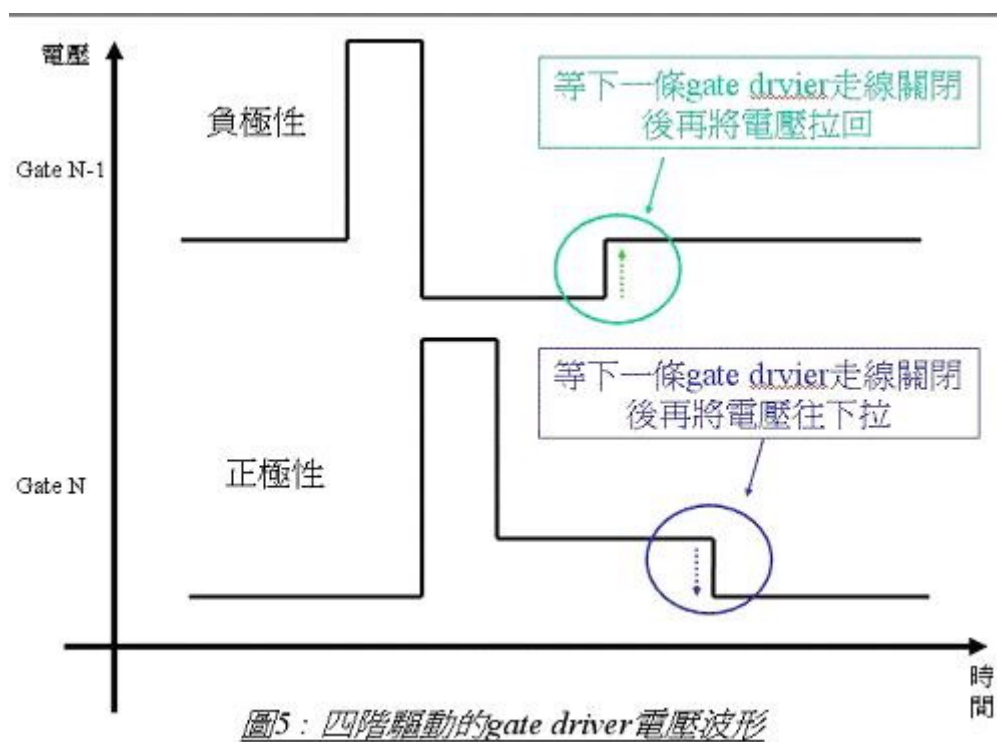 電壓
負極性
Gate N-1
等下一條gate drvier走線關閉
後再將電壓拉回
等下一條gate drvier走線關閉
後再將電壓往下拉
正極性
Gate N
時
間
圖5：四階驅動的gate driver電壓波形